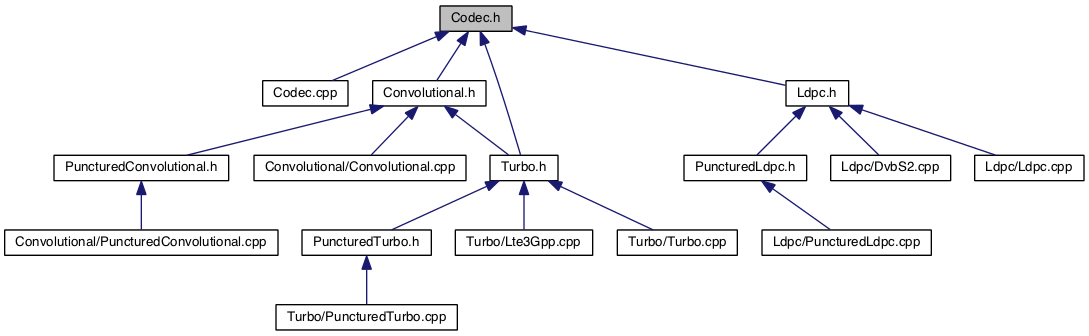 Codec.h
Codec.cpp
Convolutional.h
Ldpc.h
PuncturedConvolutional.h
Convolutional/Convolutional.cpp
Turbo.h
PuncturedLdpc.h
Ldpc/DvbS2.cpp
Ldpc/Ldpc.cpp
Convolutional/PuncturedConvolutional.cpp
PuncturedTurbo.h
Turbo/Lte3Gpp.cpp
Turbo/Turbo.cpp
Ldpc/PuncturedLdpc.cpp
Turbo/PuncturedTurbo.cpp